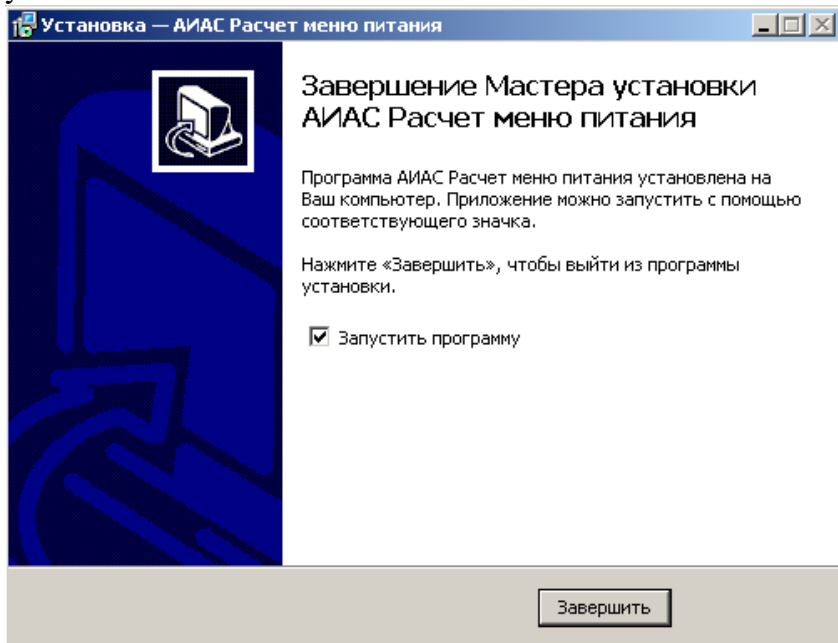 Установка — АИАС Расчет меню питания
Завершение Мастера установки
АИАС Расчет меню питания
Программа АИАС Расчет меню питания установлена на
Ваш компьютер. Приложение можно запустить с помощью
соответствующего значка.
Нажмите «Завершить», чтобы выйти из программы
установки.
Запустить программу
Завершить